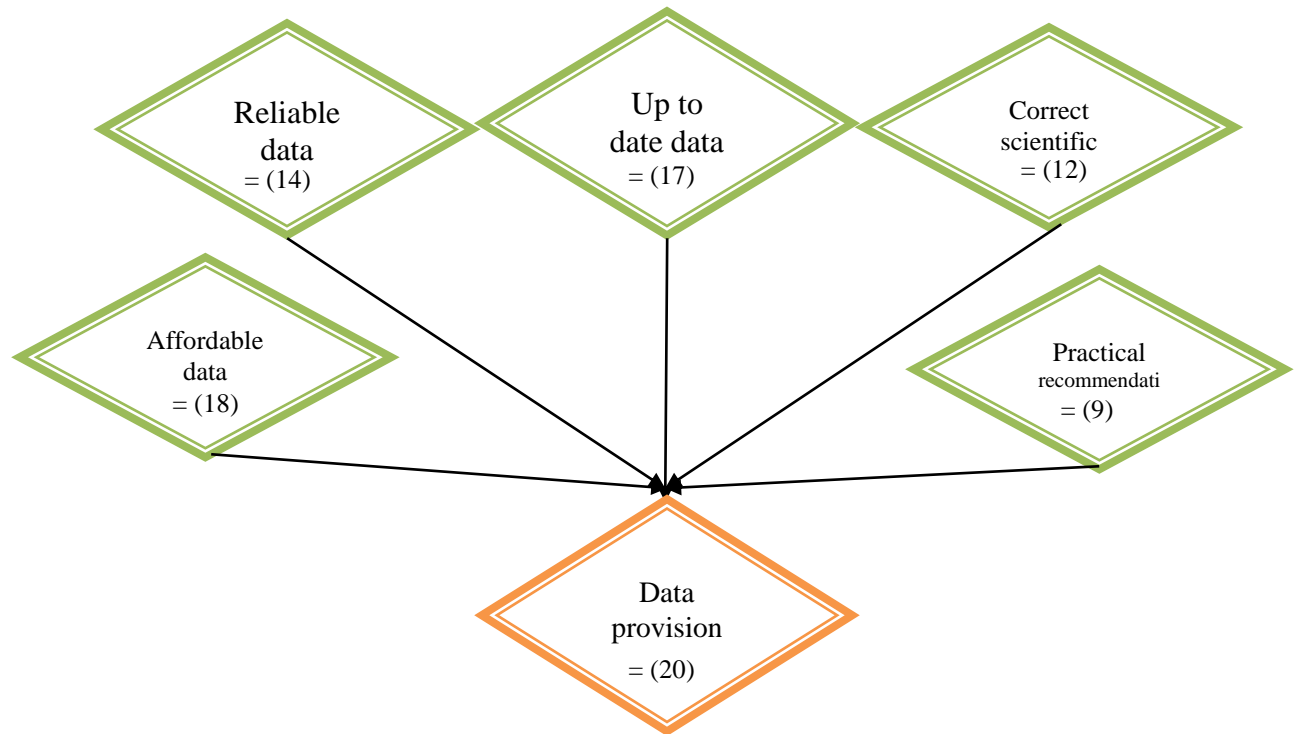 Reliable
data
= (14)
Up to
date data
= (17)
Correct
scientific
= (12)
Affordable
data
= (18)
Practical
recommendati
= (9)
Data
provision
= (20)